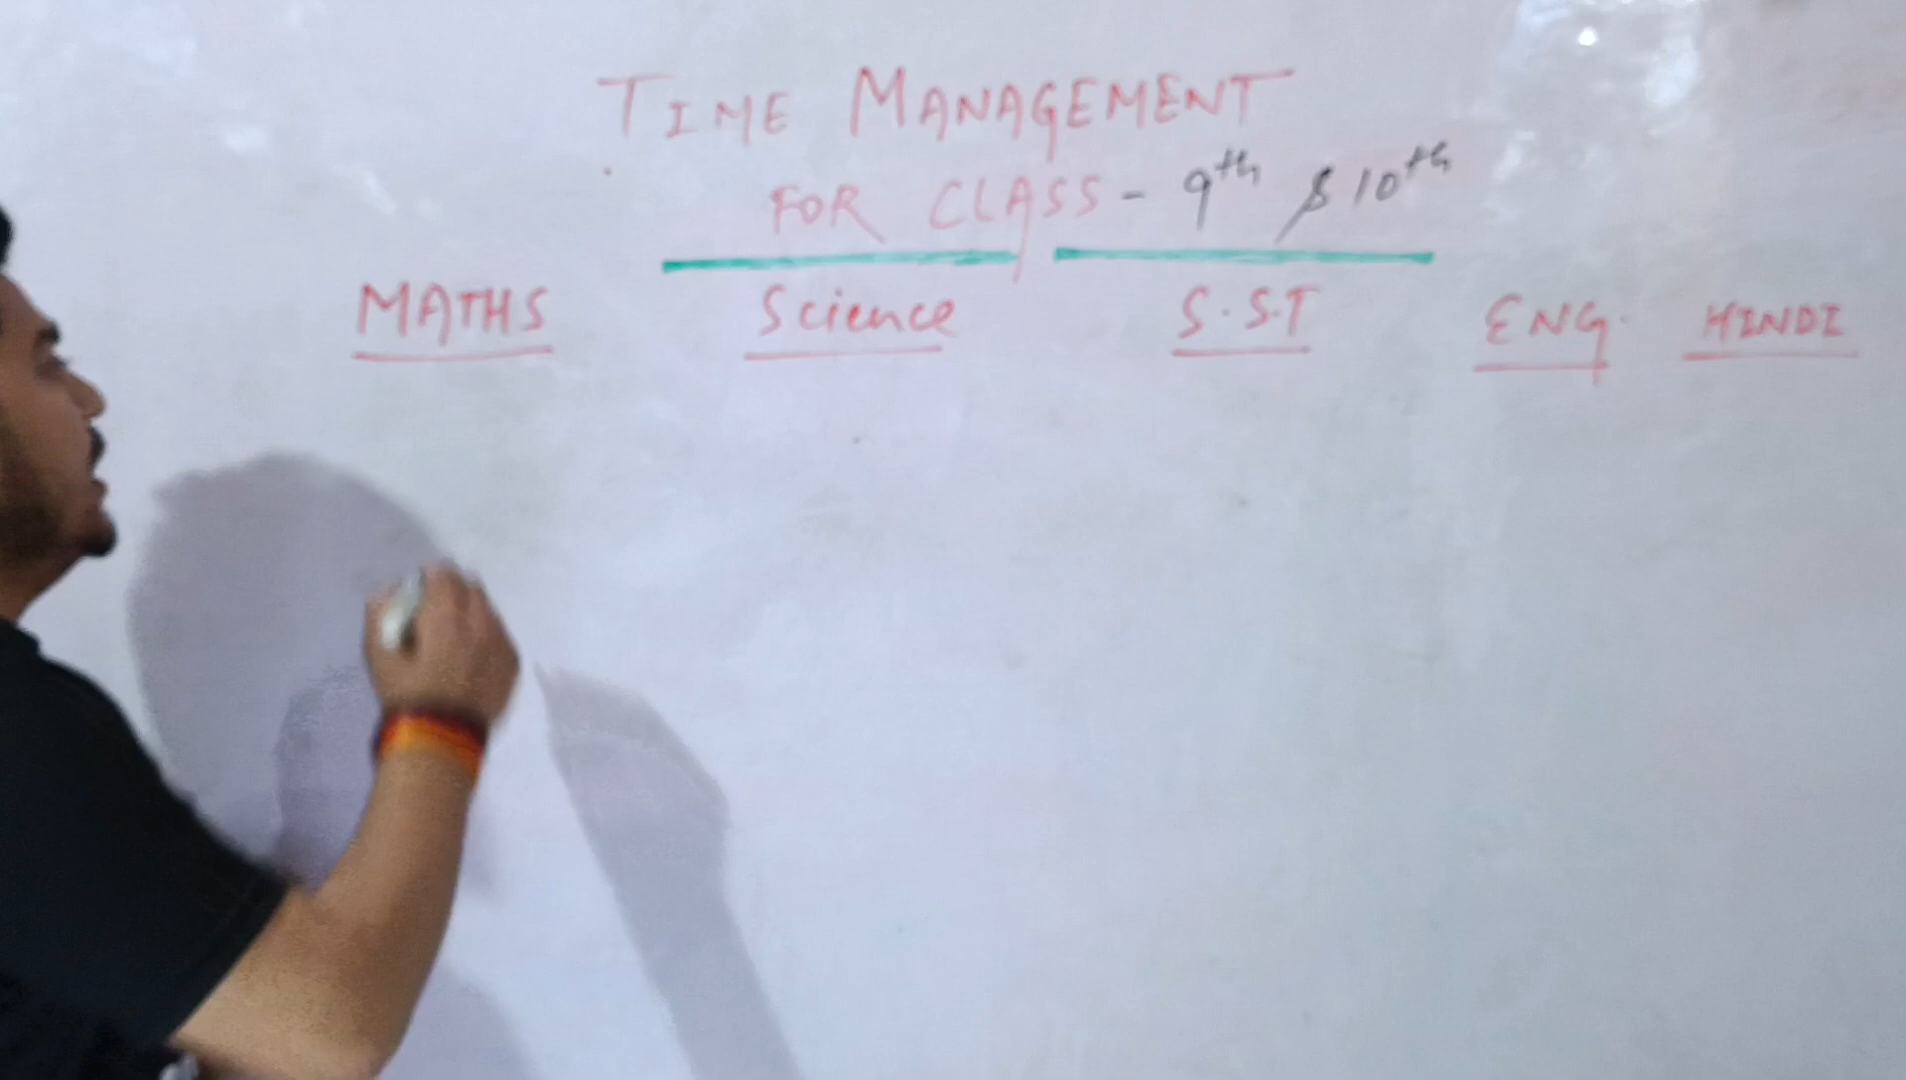 TIME MANAGEMENT
FOR CLASS - 9th & 10th
MATHS Science S.S.T ENG. HINDI